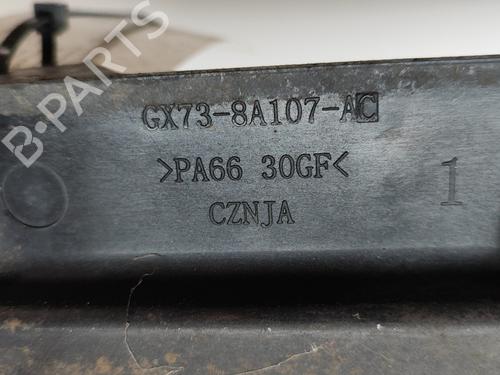 B-PARTS
GX73-8A107-AC
>PA66 30GF<
1
CZNJA